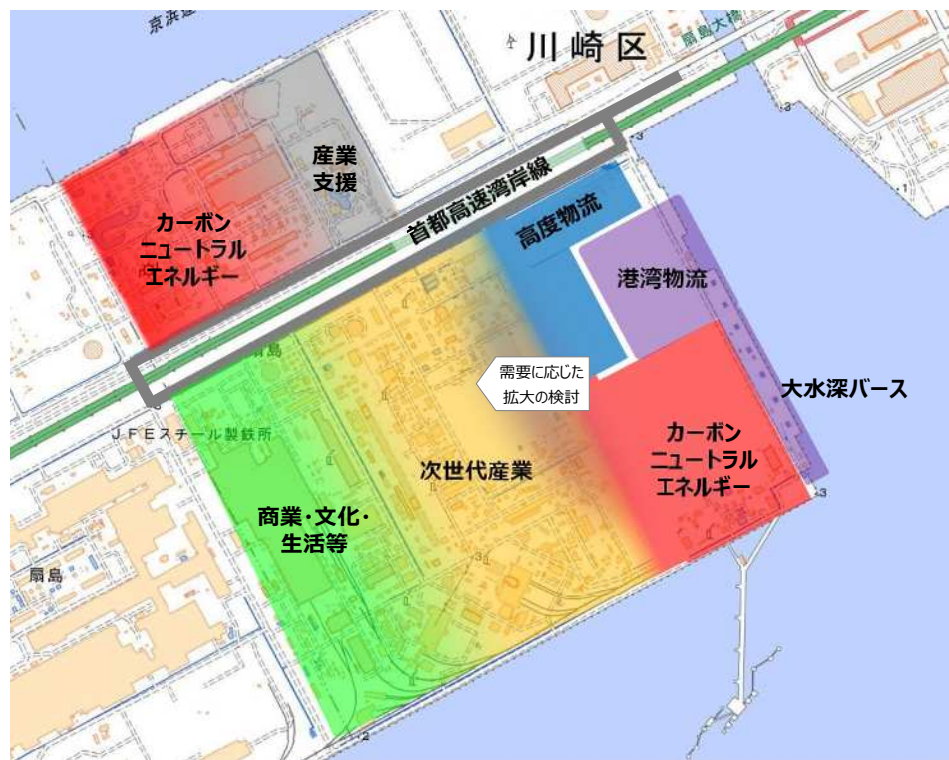 京浜運
川崎区
扇島大橋
産業
支援
首都高速湾岸線
カーボン
ニュートラル
エネルギー
高度物流
港湾物流
需要に応じた
拡大の検討
大水深バース
JFEスチール製鉄所
カーボン
ニュートラル
エネルギー
次世代産業
商業・文化・
生活等
扇島